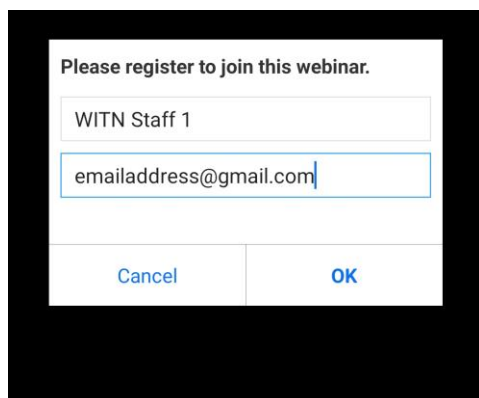 Please register to join this webinar.
WITN Staff 1
emailaddress@gmail.com
Cancel
OK